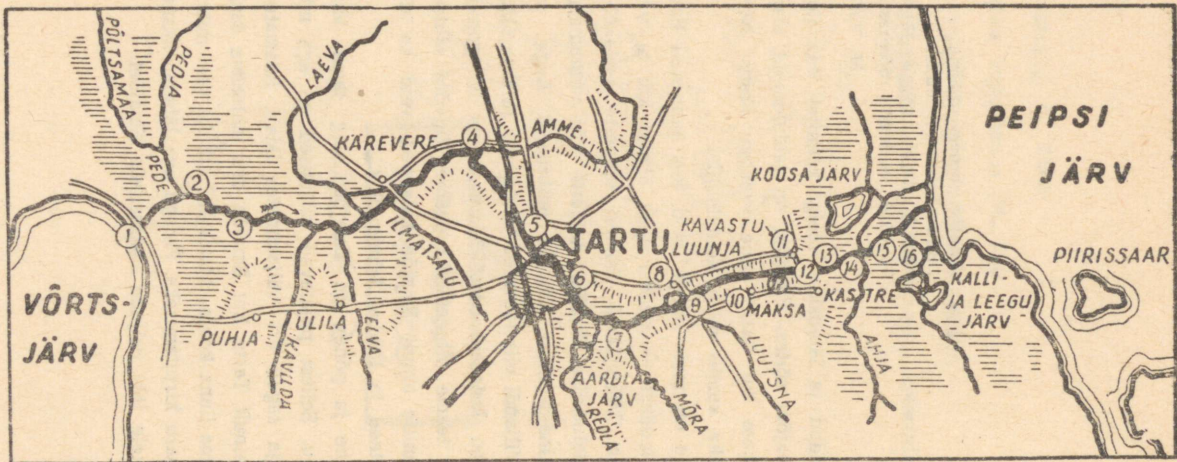 PÕLTSAMAA
PEDJA
PEDE
LAEVA
KÄREVERE
AMME
ILMATSALU
VÕRTS-
JÄRV
PUHJA
ULILA
KAVILDA
ELVA
TARTU
AARDLA
JÄRV
REOLA
MÕRA
LUUTSNA
LUUNJA
KAVASTU
MÄKSA
KASTRE
KOOSA JÄRV
AHJA
KALLI-
JA LEEGU
JÄRV
PEIPSI
JÄRV
PIIRISSAAR
1
2
3
4
5
6
7
8
9
10
11
12
13
14
15
16